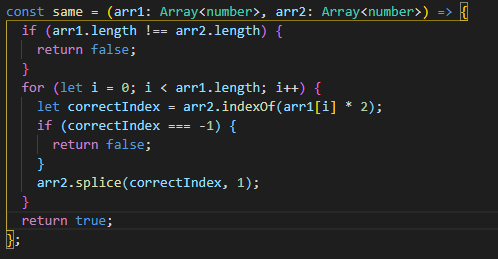 const same = (arr1: Array<number>, arr2: Array<number>) => {
  if (arr1.length !== arr2.length) {
    return false;
  }
  for (let i = 0; i < arr1.length; i++) {
    let correctIndex = arr2.indexOf(arr1[i] * 2);
    if (correctIndex === -1) {
      return false;
    }
    arr2.splice(correctIndex, 1);
  }
  return true;
};